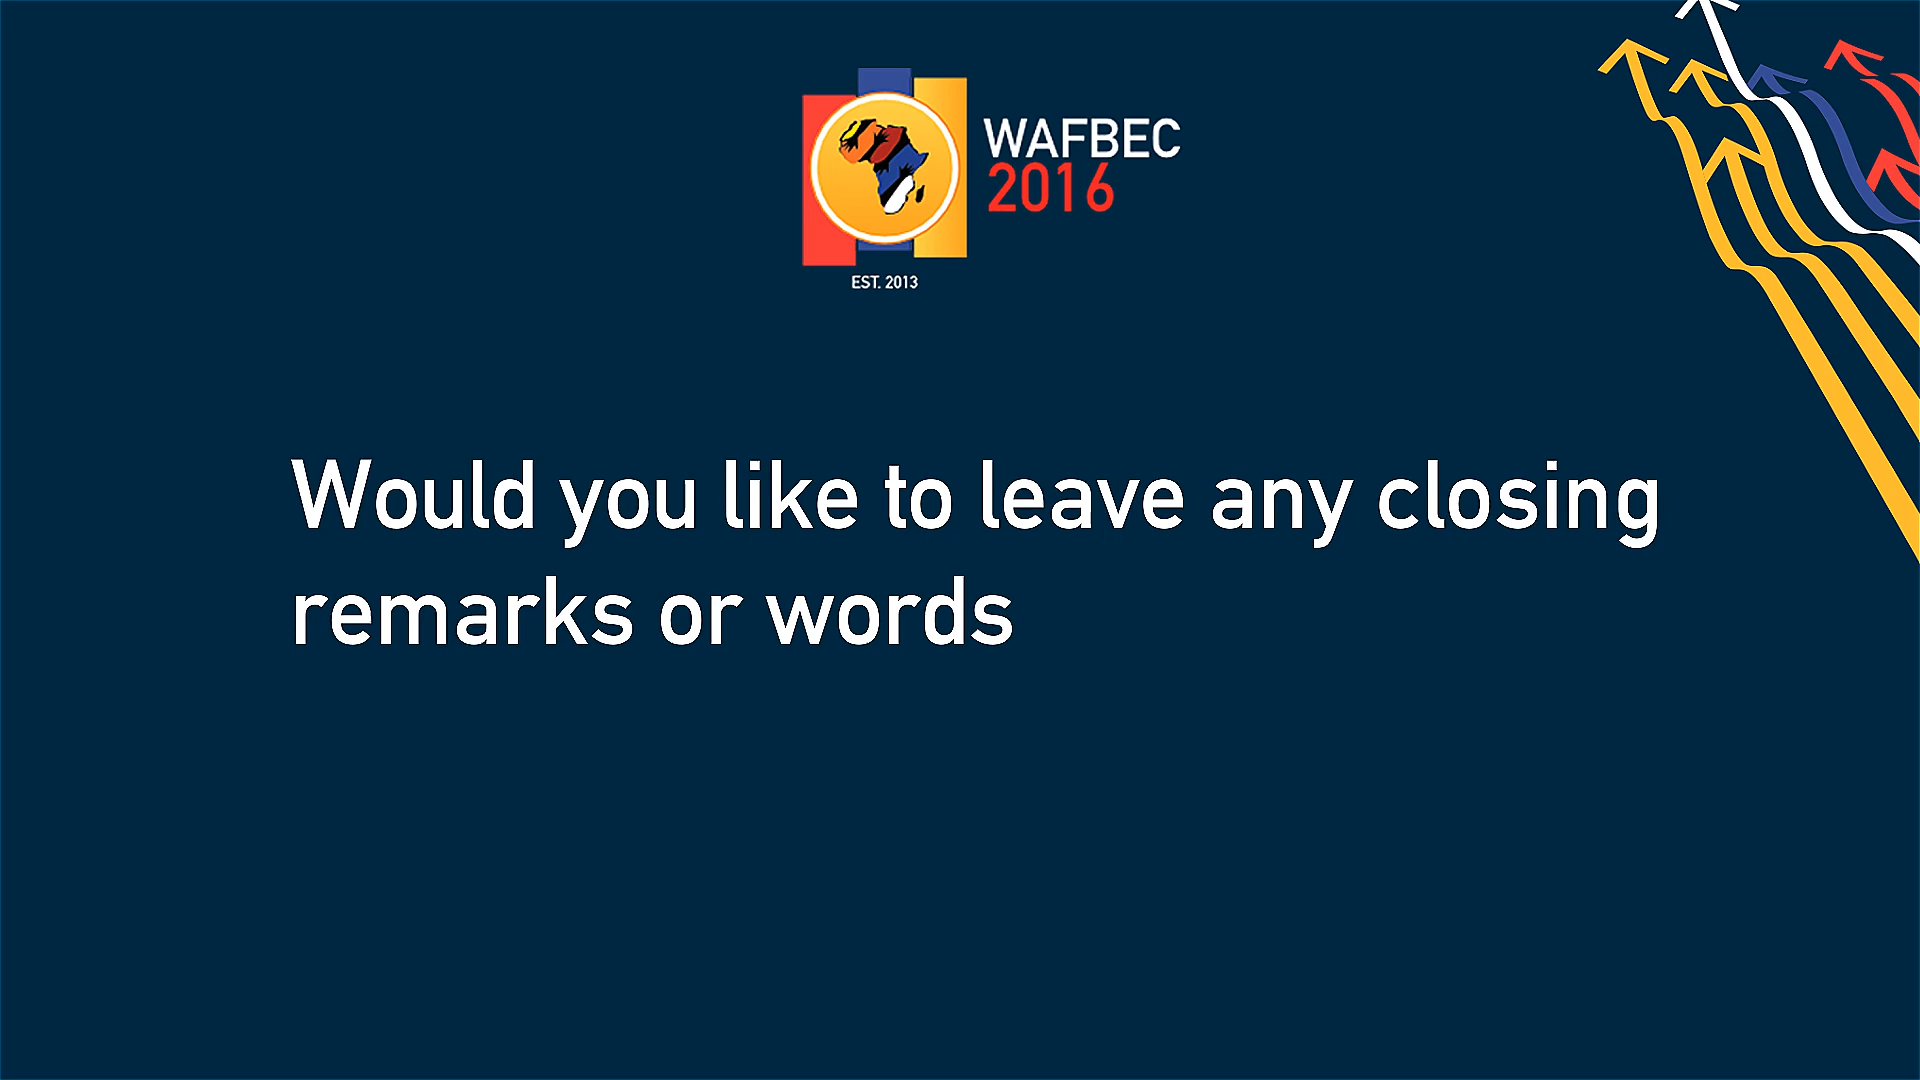 WAFBEC
2016
EST. 2013
Would you like to leave any closing
remarks or words